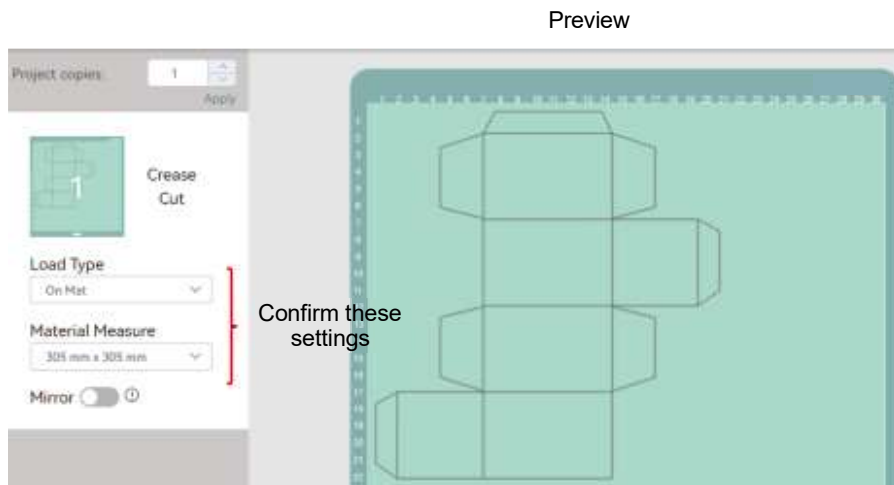 Preview
Project copies:
1
Apply
1
Crease
Cut
Load Type
On Mat
Material Measure
305 mm x 305 mm
Mirror
Confirm these
settings